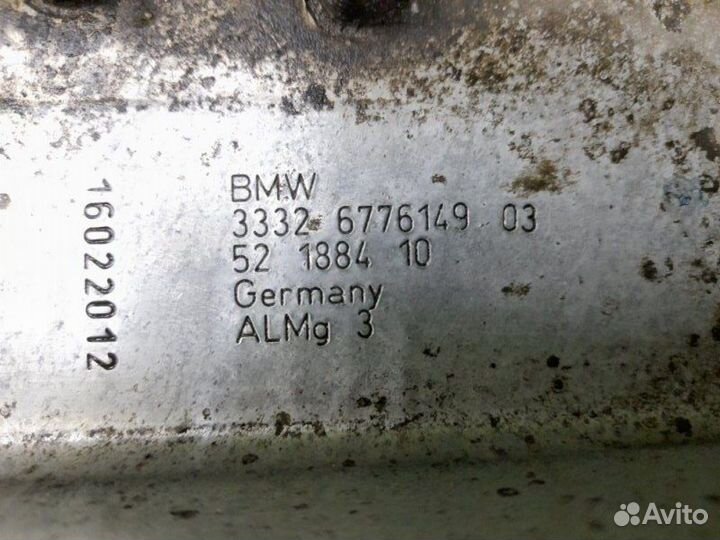 BMW
3332 6776149 03
52 1884 10
Germany
ALMg 3
16022012
Avito